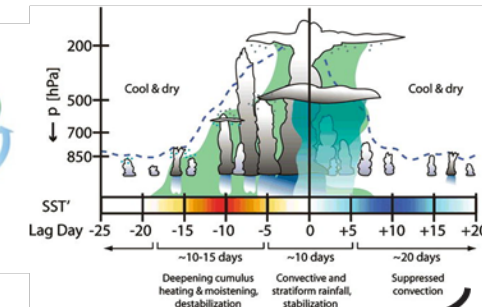 p [hPa]
200
500
700
850
Cool & dry
Cool & dry
SST'
Lag Day
-25 -20 -15 -10 -5 0 +5 +10 +15 +20
~10-15 days
~10 days
~20 days
Deepening cumulus
heating & moistening,
destabilization
Convective and
stratiform rainfall,
stabilization
Suppressed
convection